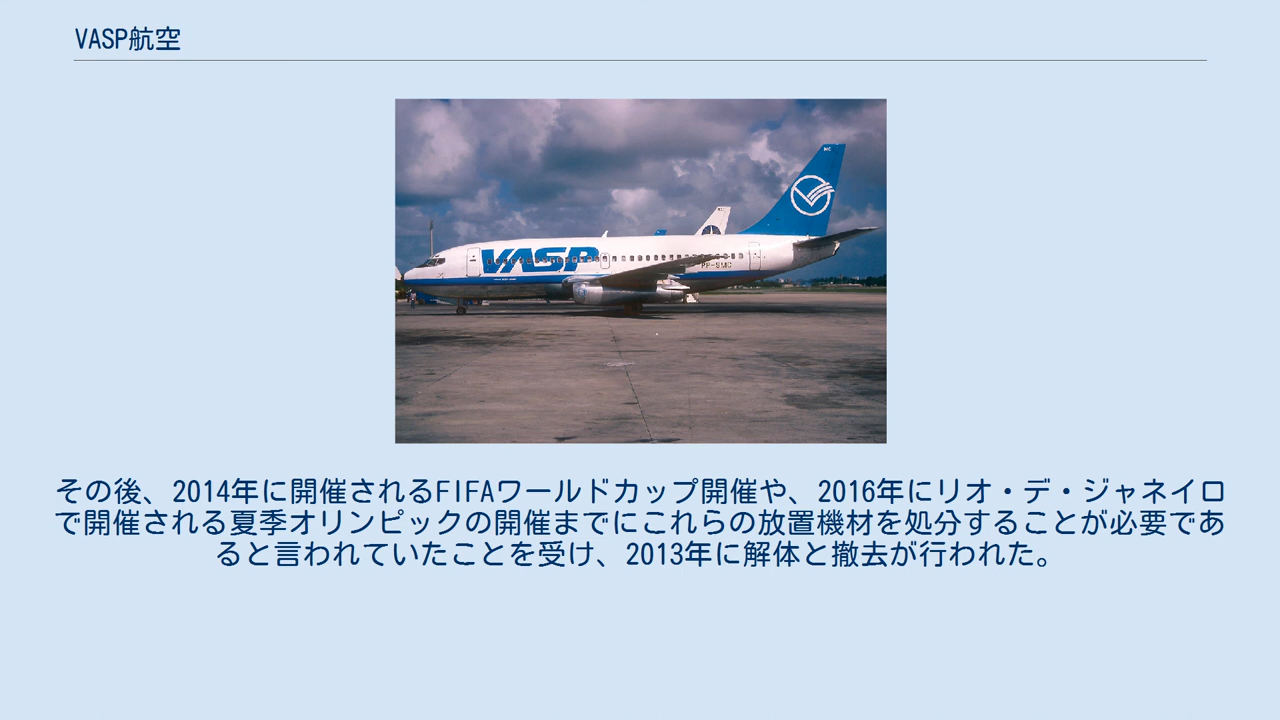 VASP航空
VASP
PP-SMC
MC
その後、2014年に開催されるFIFAワールドカップ開催や、2016年にリオ・デ・ジャネイロ
で開催される夏季オリンピックの開催までにこれらの放置機材を処分することが必要であ
ると言われていたことを受け、2013年に解体と撤去が行われた。